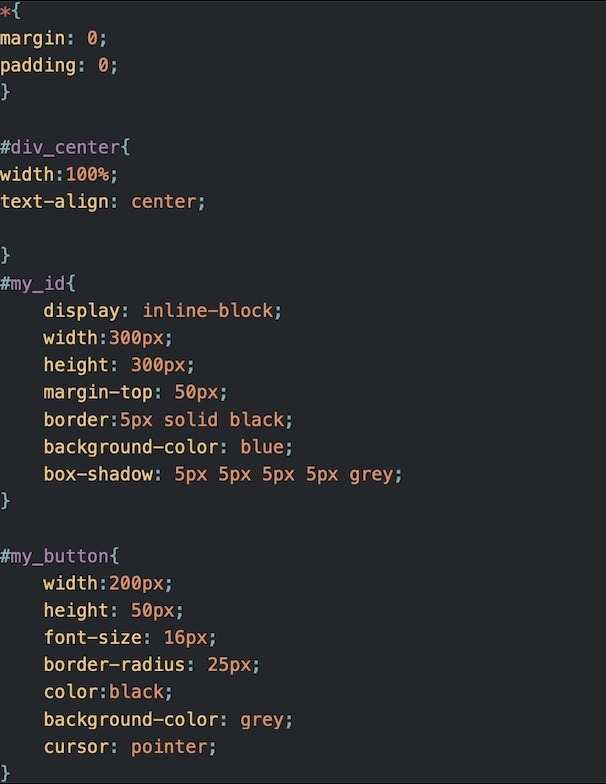 *{
margin: 0;
padding: 0;
}
#div_center{
width:100%;
text-align: center;
}
#my_id{
display: inline-block;
width:300px;
height: 300px;
margin-top: 50px;
border:5px solid black;
background-color: blue;
box-shadow: 5px 5px 5px 5px grey;
}
#my_button{
width:200px;
height: 50px;
font-size: 16px;
border-radius: 25px;
color:black;
background-color: grey;
cursor: pointer;
}